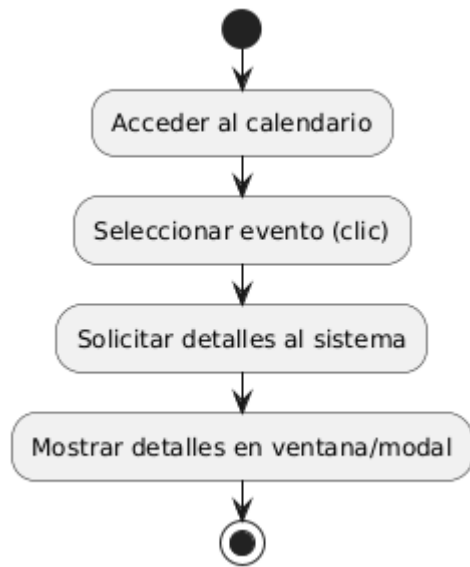 Acceder al calendario
Seleccionar evento (clic)
Solicitar detalles al sistema
Mostrar detalles en ventana/modal